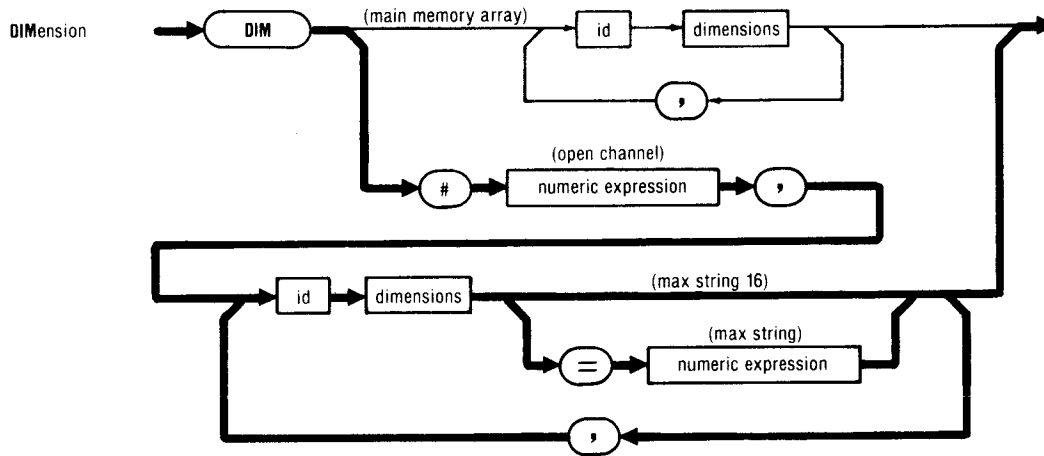 DIMension
DIM
(main memory array)
id
dimensions
,
(open channel)
#
numeric expression
,
id
dimensions
(max string 16)
(max string)
=
numeric expression
,